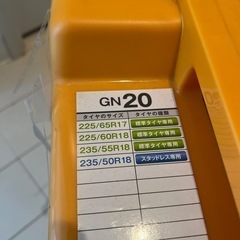 GN20
タイヤのサイズ タイヤの種類
225/65R17 標準タイヤ専用
225/60R18 標準タイヤ専用
235/55R18 標準タイヤ専用
235/50R18 スタッドレス専用